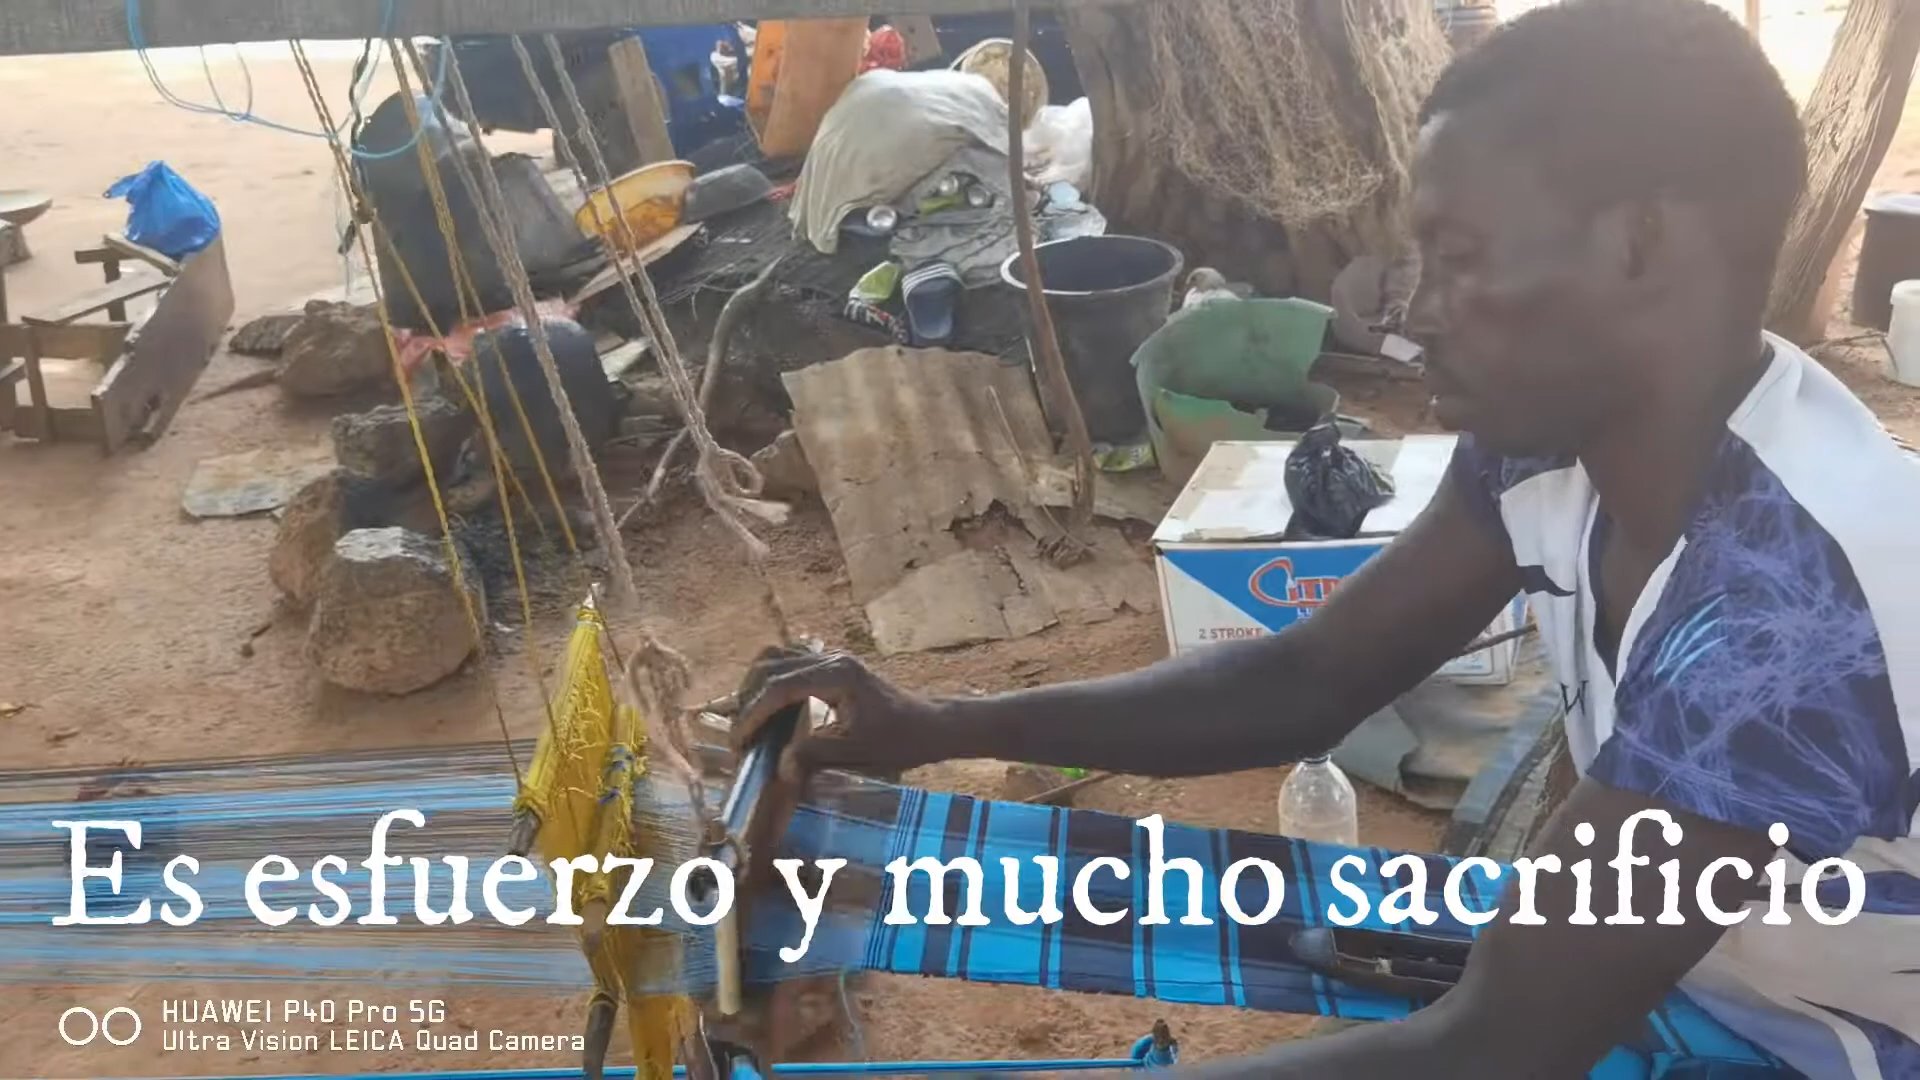 2 STROKE
Es esfuerzo y mucho sacrificio
HUAWEI P40 Pro 5G
Ultra Vision LEICA Quad Camera